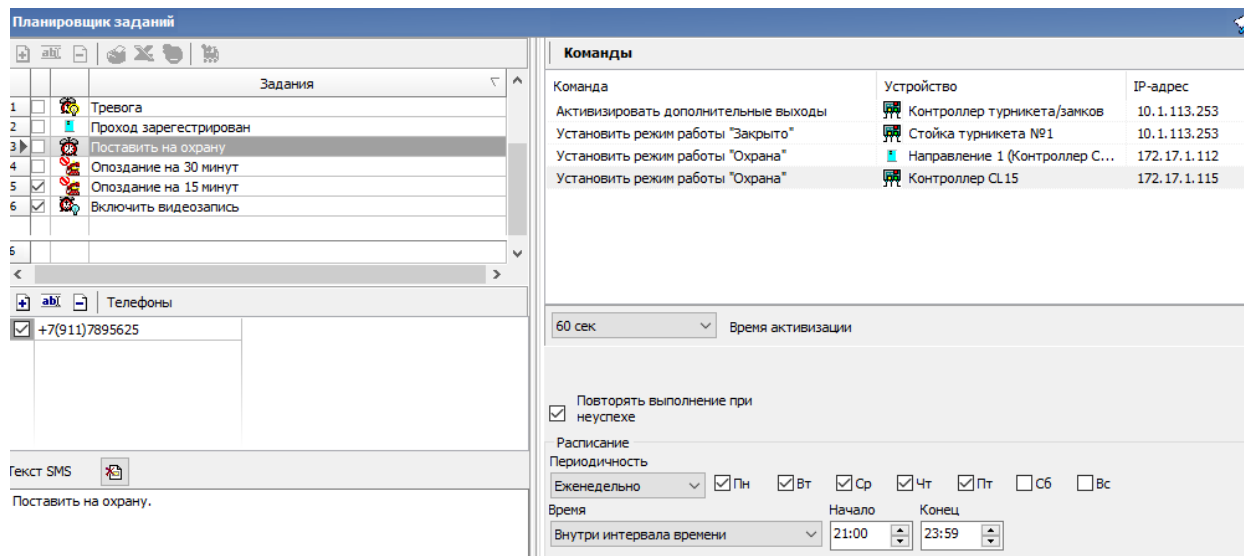 Планировщик заданий
Задания
1 Тревога
2 Проход зарегестрирован
3 Поставить на охрану
4 Опоздание на 30 минут
5 Опоздание на 15 минут
6 Включить видеозапись
6
Телефоны
+7(911)7895625
Текст SMS
Поставить на охрану.
Команды
Команда Устройство IP-адрес
Активизировать дополнительные выходы Контроллер турникета/замков 10.1.113.253
Установить режим работы "Закрыто" Стойка турникета №1 10.1.113.253
Установить режим работы "Охрана" Направление 1 (Контроллер С... 172.17.1.112
Установить режим работы "Охрана" Контроллер CL15 172.17.1.115
60 сек Время активизации
Повторять выполнение при
неуспехе
Расписание
Периодичность
Еженедельно Пн Вт Ср Чт Пт Сб Вс
Время Начало Конец
Внутри интервала времени 21:00 23:59